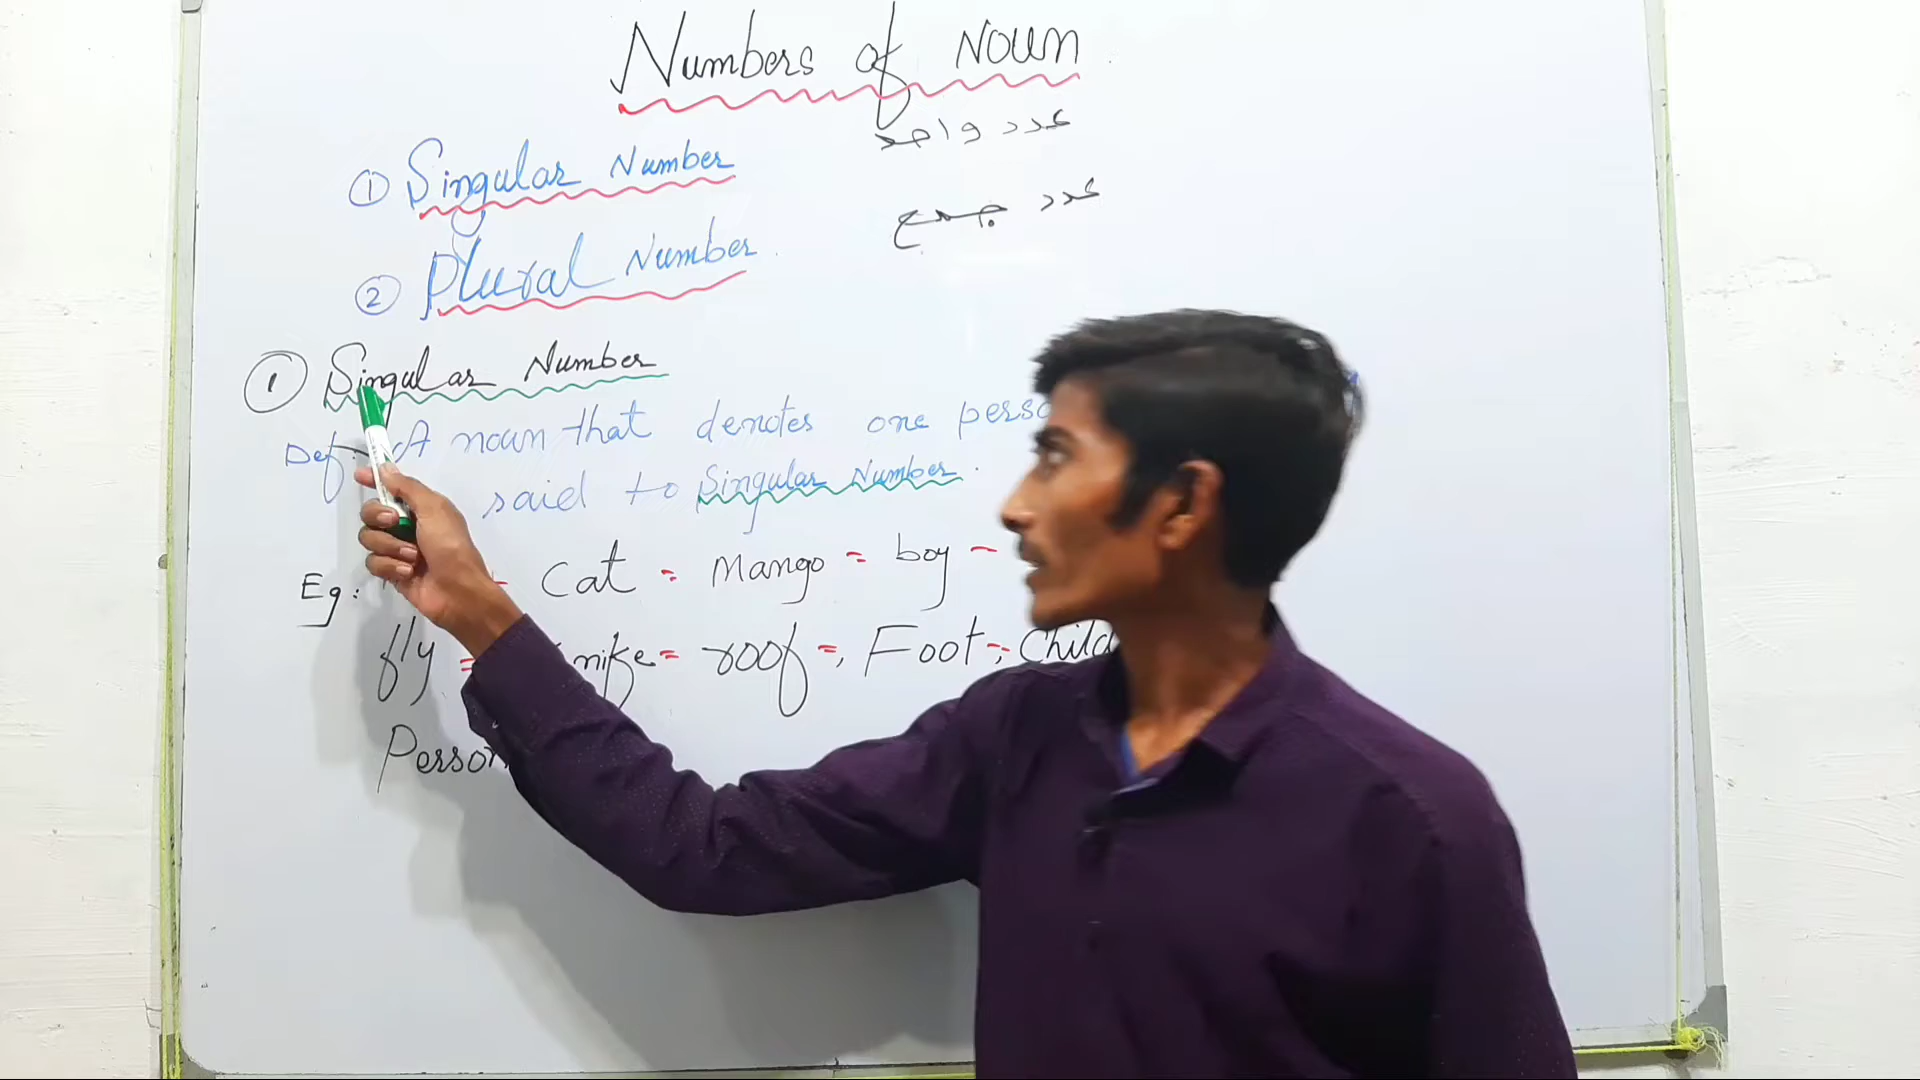 Numbers of Noun
① Singular Number عدد واحد
② Plural Number عدد جمع
① Singular Number
Def: A noun that denotes one perso
said to Singular Number.
Eg: Cat = Mango = boy =
fly = nife = roof =, Foot =, Child
Person